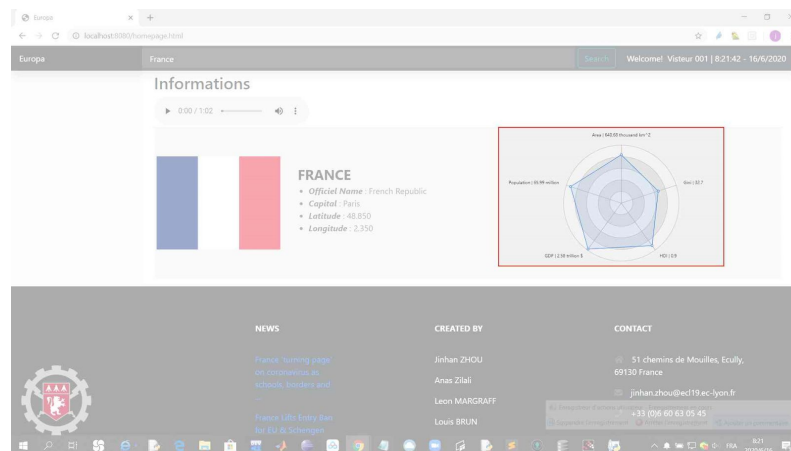 Europa
localhost:8080/homepage.html
Europa
France
Search
Welcome! Visteur 001 | 8:21:42 - 16/6/2020
Informations
0:00 / 1:02
FRANCE
Officiel Name : French Republic
Capital : Paris
Latitude : 48.850
Longitude : 2.350
Area | 640.68 thousand km^2
Population | 66.99 million
Gini | 32.7
GDP | 2.58 trillion $
HDI | 0.9
NEWS
France 'turning page'
on coronavirus as
schools, borders and
...
France Lifts Entry Ban
for EU & Schengen
CREATED BY
Jinhan ZHOU
Anas Zilali
Leon MARGRAFF
Louis BRUN
CONTACT
51 chemins de Mouilles, Ecully,
69130 France
jinhan.zhou@ecl19.ec-lyon.fr
+33 (0)6 60 63 05 45
FRA
8:21